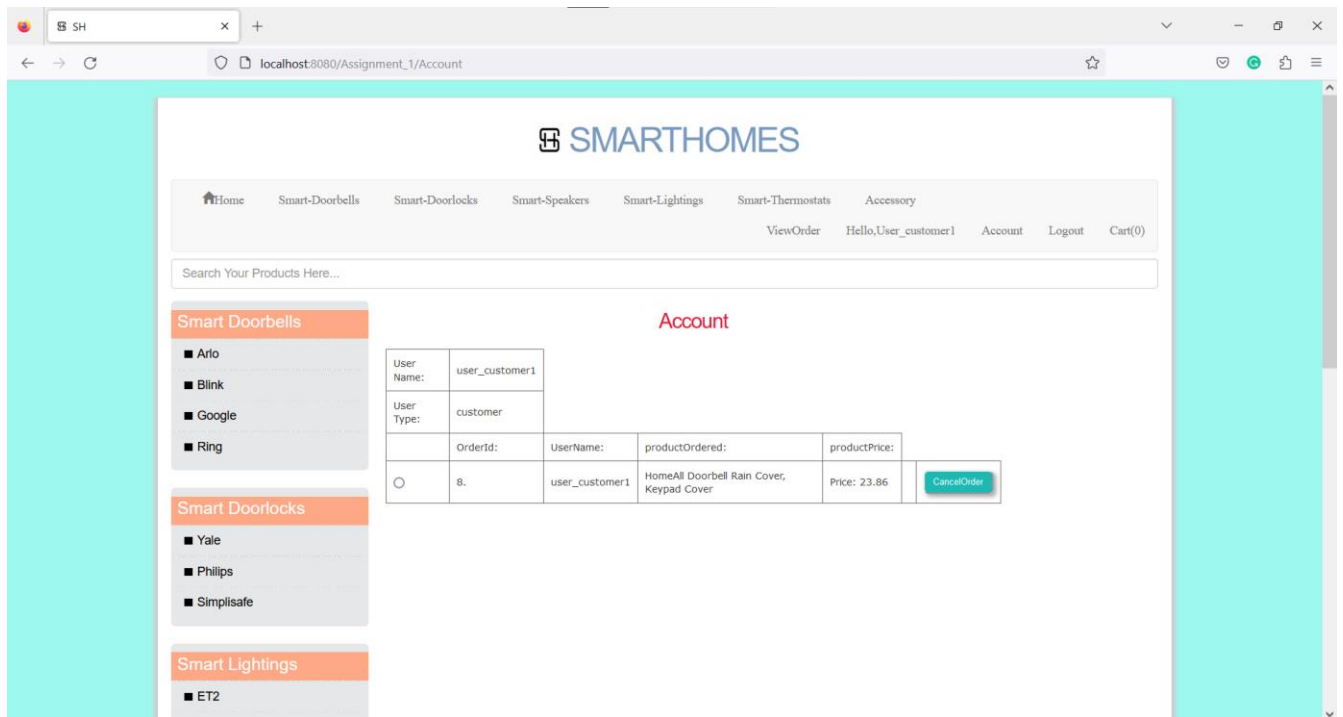 SH
localhost:8080/Assignment_1/Account
SMARTHOMES
Home Smart-Doorbells Smart-Doorlocks Smart-Speakers Smart-Lightings Smart-Thermostats Accessory
ViewOrder Hello,User_customer1 Account Logout Cart(0)
Search Your Products Here...
Smart Doorbells
Arlo
Blink
Google
Ring
Smart Doorlocks
Yale
Philips
Simplisafe
Smart Lightings
ET2
Account
User
Name:
user_customer1
User
Type:
customer
OrderId: UserName: productOrdered: productPrice:
8. user_customer1 HomeAll Doorbell Rain Cover,
Keypad Cover
Price: 23.86 CancelOrder